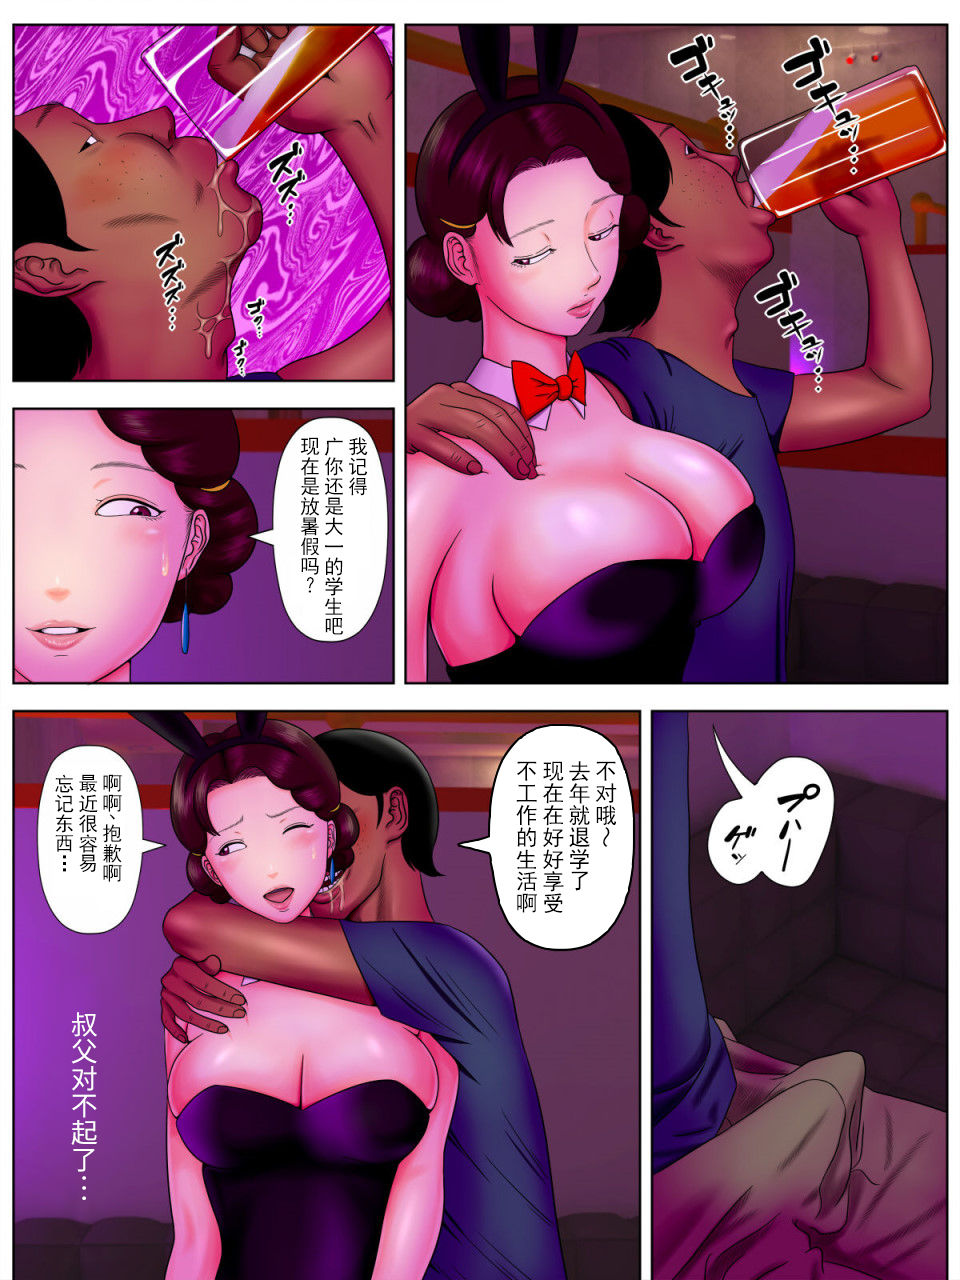 ゴキュッ…
ゴキュッ…
ゴキュッ…
ズズ…
ズズズ…
ゴク…
ゴク…
我记得
广你还是大一的学生吧
现在是放暑假吗?
プハー
ゲッ
不对哦~
去年就退学了
现在在好好享受
不工作的生活啊
啊啊、抱歉啊
最近很容易
忘记东西…
叔父对不起了...